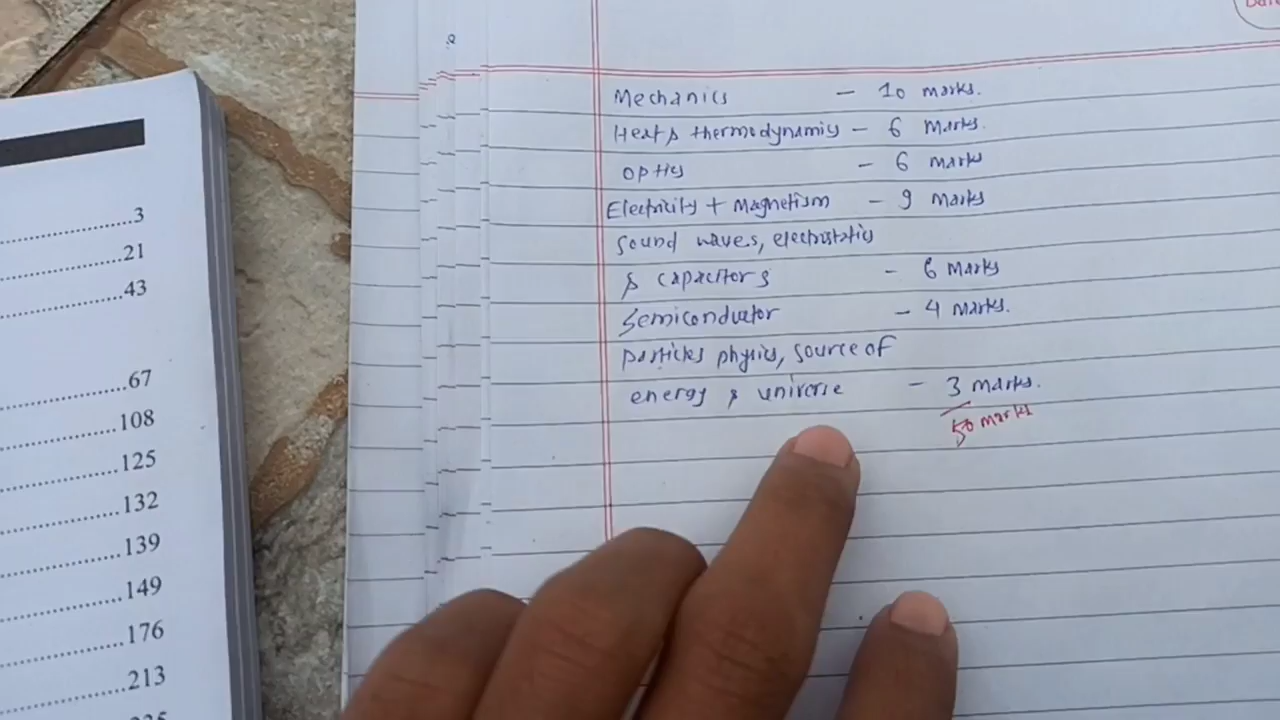 .............3
.............21
.............43
.............67
.............108
.............125
.............132
.............139
.............149
.............176
.............213
Date
Mechanics - 10 marks.
Heat & thermodynamics - 6 Marks.
optics - 6 marks
Electricity + Magnetism - 9 marks
Sound waves, electrostatics
& capacitors - 6 Marks
Semiconductor - 4 marks.
particles physics, source of
energy & universe - 3 marks.
50 marks